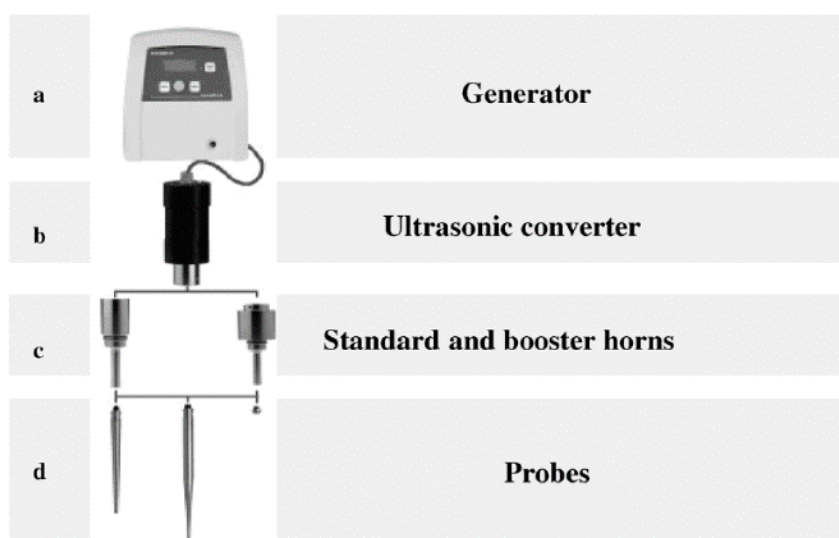 a
Generator
b
Ultrasonic converter
c
Standard and booster horns
d
Probes